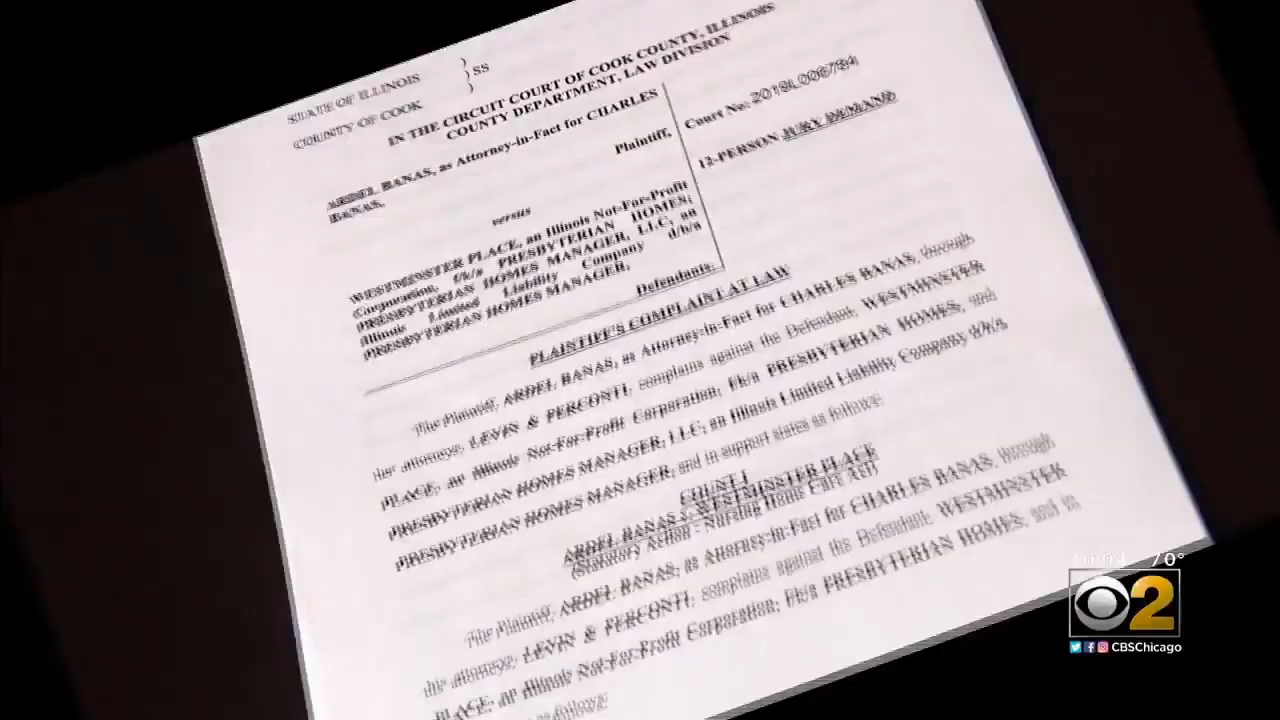 STATE OF ILLINOIS } SS
COUNTY OF COOK }
IN THE CIRCUIT COURT OF COOK COUNTY, ILLINOIS
COUNTY DEPARTMENT, LAW DIVISION
ARDEL BANAS, as Attorney-in-Fact for CHARLES
BANAS,
Plaintiff,
versus
WESTMINSTER PLACE, an Illinois Not-For-Profit
Corporation, f/k/a PRESBYTERIAN HOMES;
PRESBYTERIAN HOMES MANAGER, LLC, an
Illinois Limited Liability Company d/b/a
PRESBYTERIAN HOMES MANAGER,
Defendants.
Court No:
12-PERSON JURY DEMAND
PLAINTIFF'S COMPLAINT AT LAW
The Plaintiff, ARDEL BANAS, as Attorney-in-Fact for CHARLES BANAS, through
her attorneys, LEVIN & PERCONTI, complains against the Defendant, WESTMINSTER
PLACE, an Illinois Not-For-Profit Corporation, f/k/a PRESBYTERIAN HOMES, and
PRESBYTERIAN HOMES MANAGER, LLC, an Illinois Limited Liability Company d/b/a
PRESBYTERIAN HOMES MANAGER, and in support states as follows:
COUNT I
ARDEL BANAS v. WESTMINSTER PLACE
(Statutory Action - Nursing Home Care Act)
The Plaintiff, ARDEL BANAS, as Attorney-in-Fact for CHARLES BANAS, through
her attorneys, LEVIN & PERCONTI, complains against the Defendant, WESTMINSTER
PLACE, an Illinois Not-For-Profit Corporation, f/k/a PRESBYTERIAN HOMES, and in
as follows:
10:04 70°
2
CBSChicago